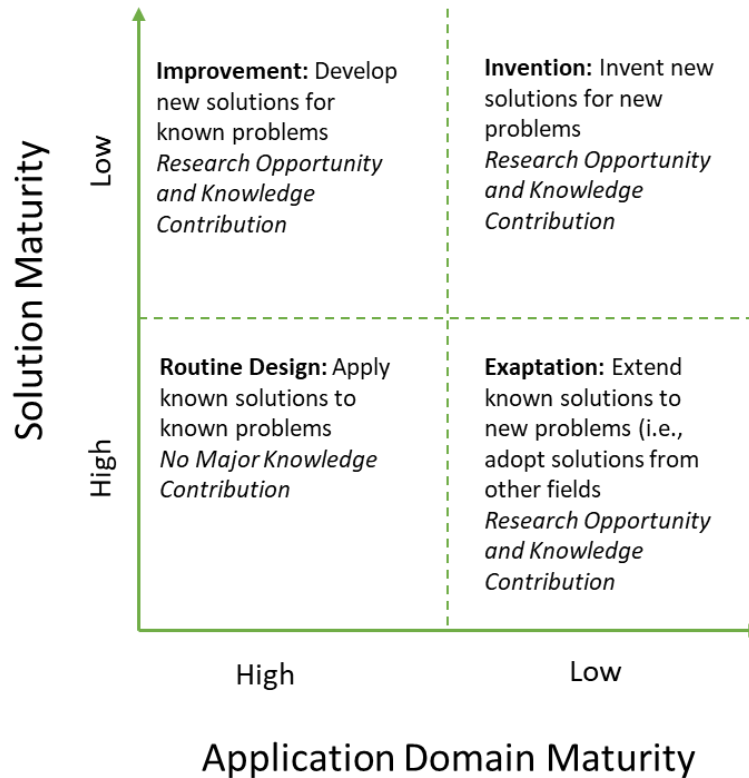 Improvement: Develop
new solutions for
known problems
Research Opportunity
and Knowledge
Contribution
Invention: Invent new
solutions for new
problems
Research Opportunity
and Knowledge
Contribution
Routine Design: Apply
known solutions to
known problems
No Major Knowledge
Contribution
Exaptation: Extend
known solutions to
new problems (i.e.,
adopt solutions from
other fields
Research Opportunity
and Knowledge
Contribution
Solution Maturity
Low
High
High
Low
Application Domain Maturity